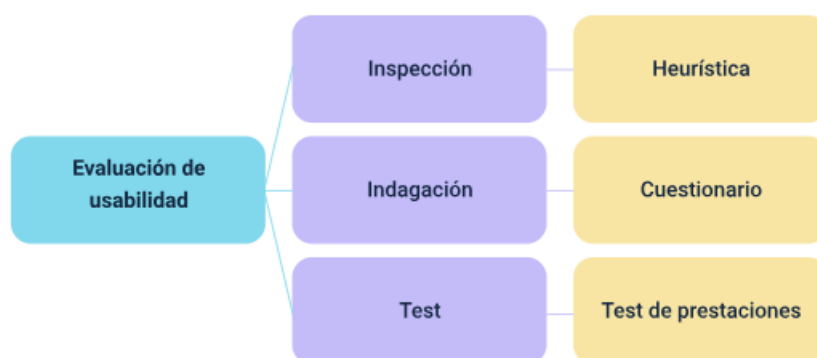 Inspección
Heurística
Evaluación de
usabilidad
Indagación
Cuestionario
Test
Test de prestaciones